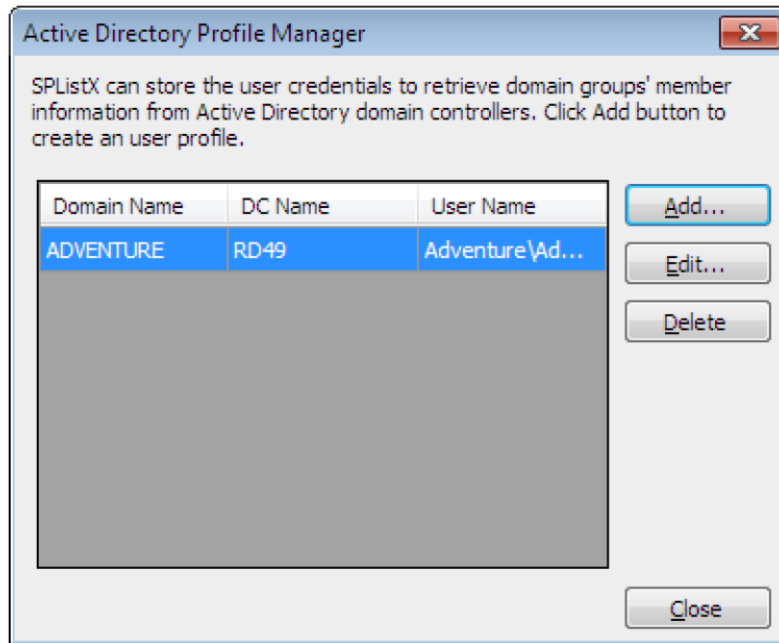 Active Directory Profile Manager
SPListX can store the user credentials to retrieve domain groups' member
information from Active Directory domain controllers. Click Add button to
create an user profile.
Domain Name DC Name User Name
ADVENTURE RD49 Adventure\Ad...
Add...
Edit...
Delete
Close